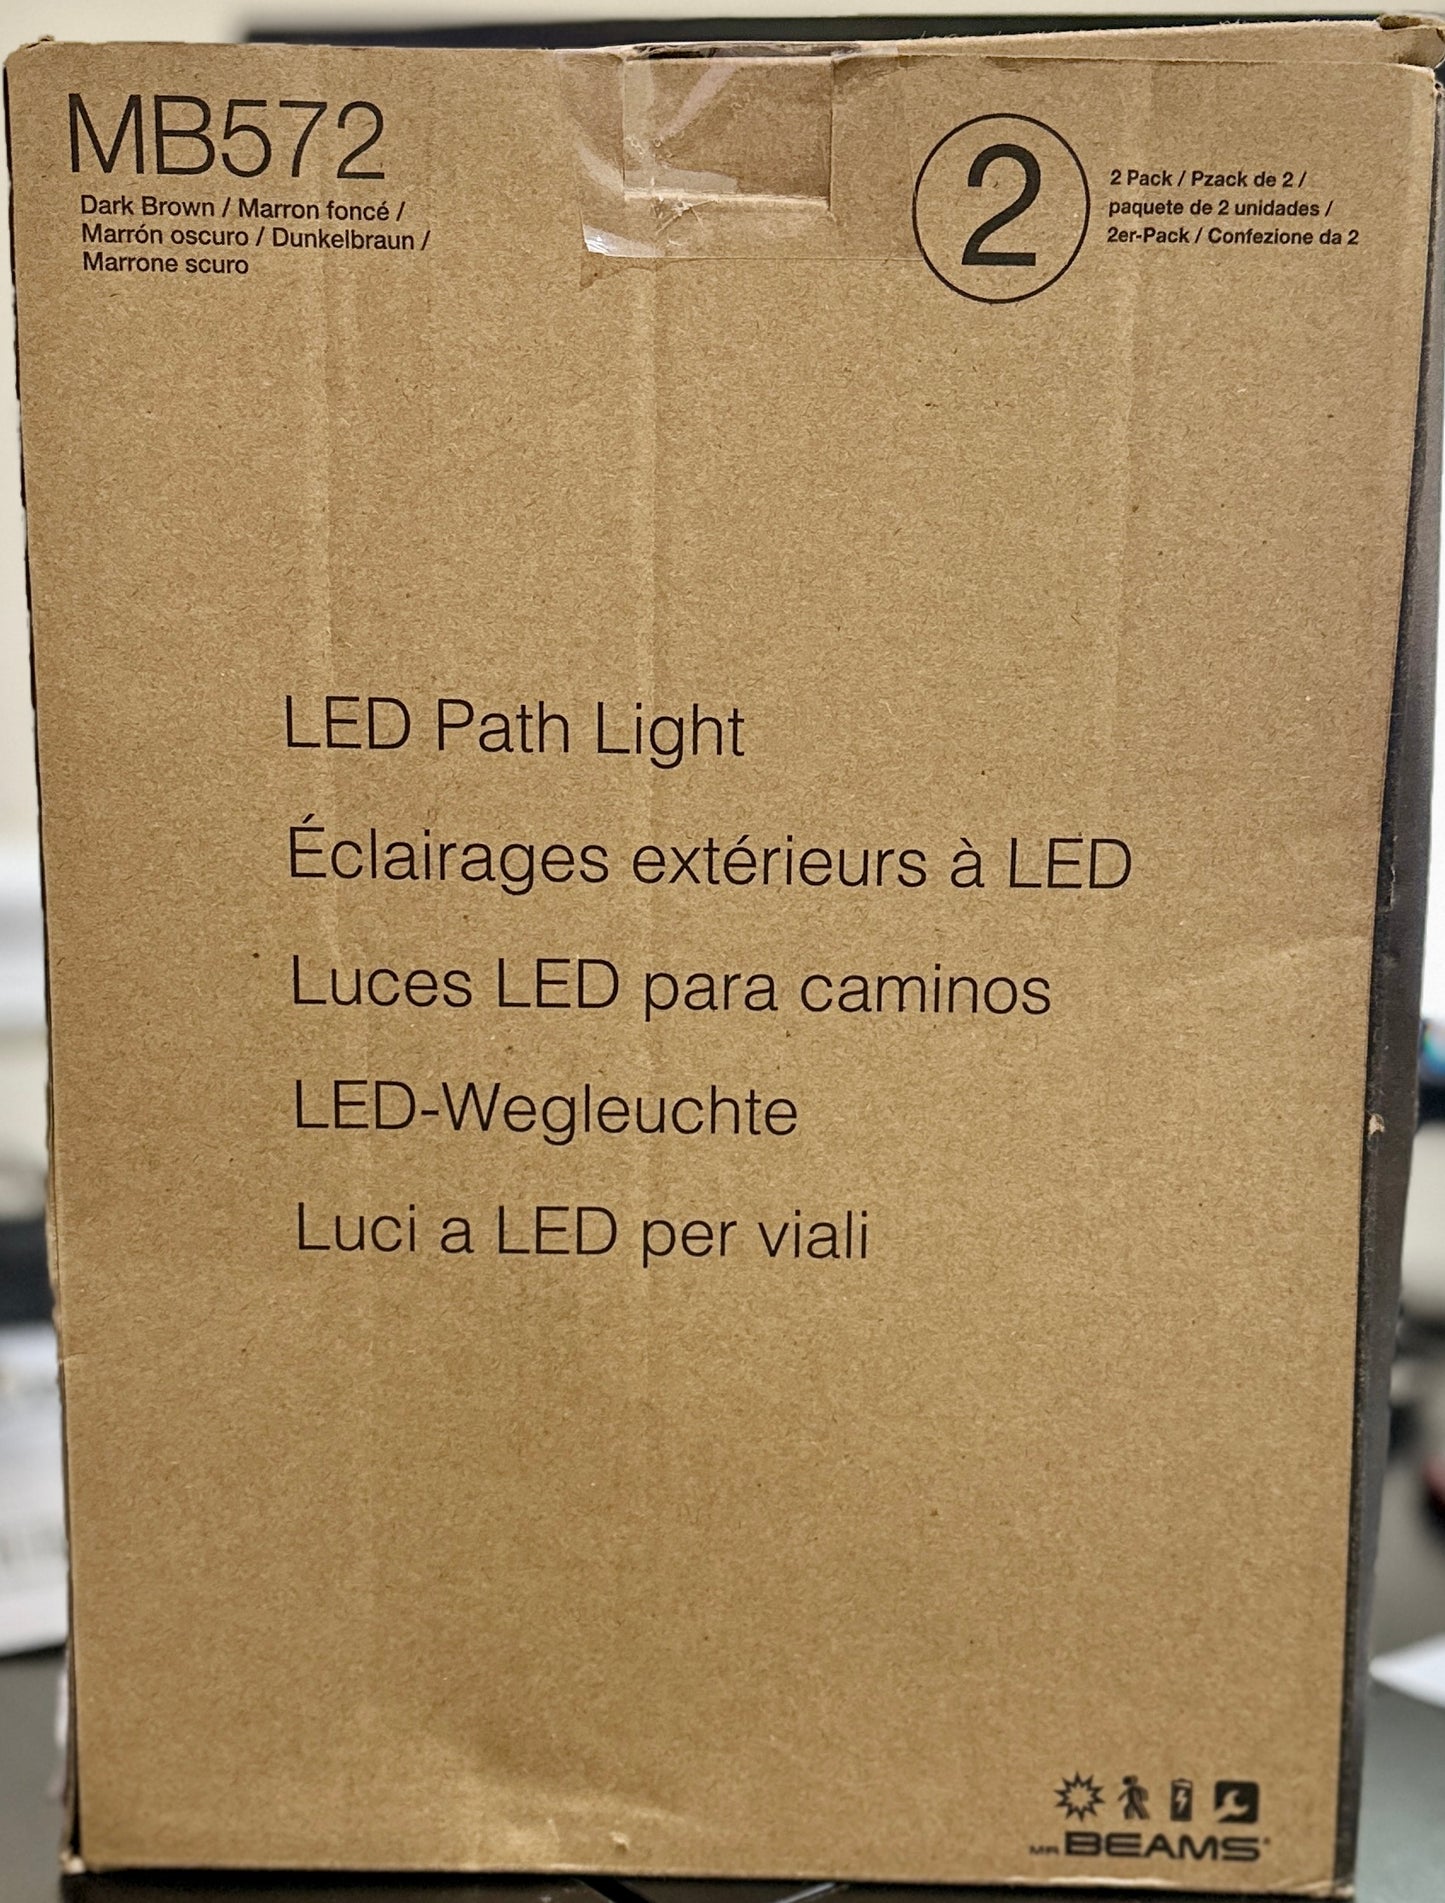 MB572
Dark Brown / Marron foncé /
Marrón oscuro / Dunkelbraun /
Marrone scuro
2
2 Pack / Pzack de 2 /
paquete de 2 unidades /
2er-Pack / Confezione da 2
LED Path Light
Éclairages extérieurs à LED
Luces LED para caminos
LED-Wegleuchte
Luci a LED per viali
MR BEAMS